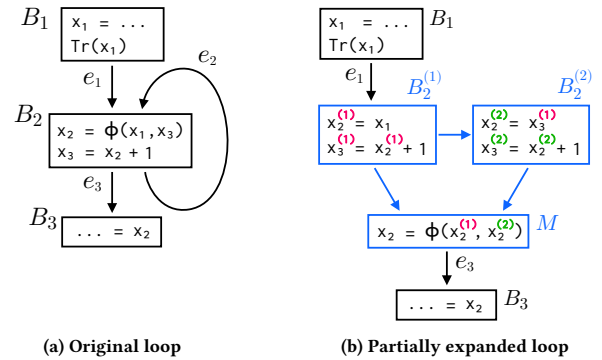 B₁
x₁ = ...
Tr(x₁)
e₁
e₂
B₂
x₂ = ϕ(x₁,x₃)
x₃ = x₂ + 1
e₃
B₃
... = x₂
(a) Original loop
x₁ = ...
Tr(x₁)
B₁
e₁
B₂⁽¹⁾
B₂⁽²⁾
x₂⁽¹⁾= x₁
x₃⁽¹⁾= x₂⁽¹⁾+ 1
x₂⁽²⁾= x₃⁽¹⁾
x₃⁽²⁾= x₂⁽²⁾+ 1
x₂ = ϕ(x₂⁽¹⁾, x₂⁽²⁾)
M
e₃
... = x₂
B₃
(b) Partially expanded loop